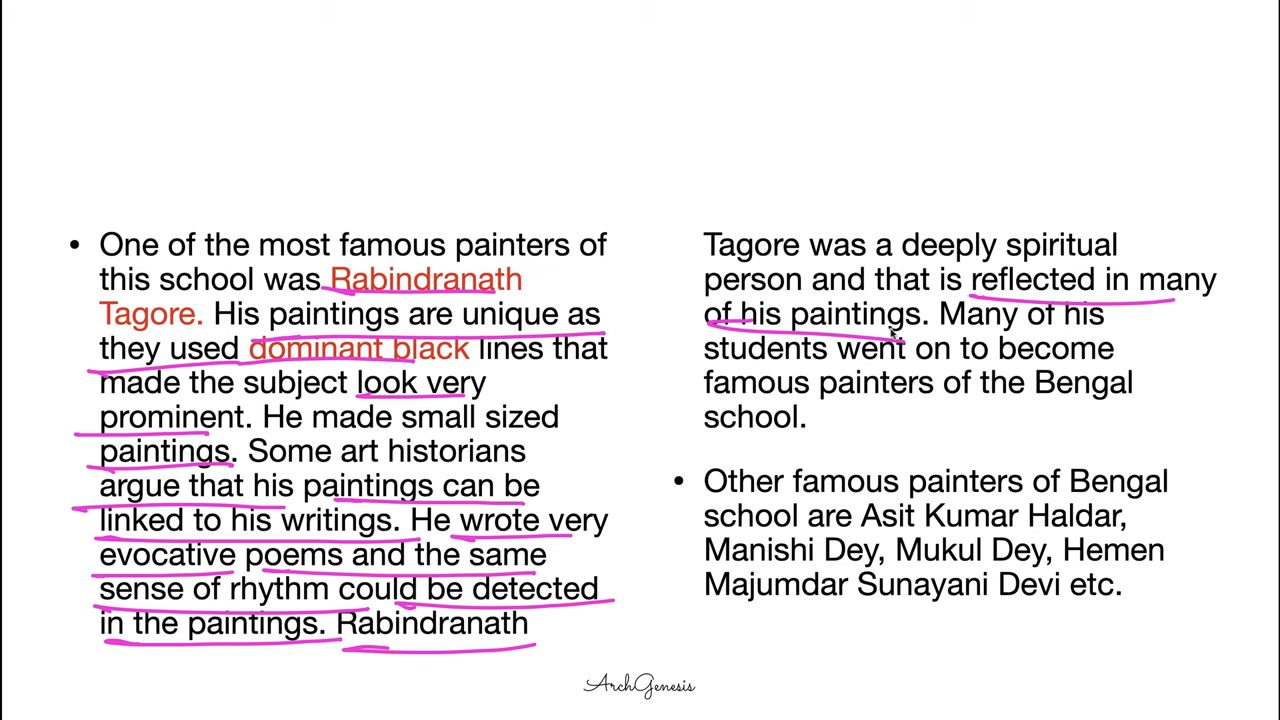 One of the most famous painters of
this school was Rabindranath
Tagore. His paintings are unique as
they used dominant black lines that
made the subject look very
prominent. He made small sized
paintings. Some art historians
argue that his paintings can be
linked to his writings. He wrote very
evocative poems and the same
sense of rhythm could be detected
in the paintings. Rabindranath
Tagore was a deeply spiritual
person and that is reflected in many
of his paintings. Many of his
students went on to become
famous painters of the Bengal
school.
Other famous painters of Bengal
school are Asit Kumar Haldar,
Manishi Dey, Mukul Dey, Hemen
Majumdar Sunayani Devi etc.
ArchGenesis